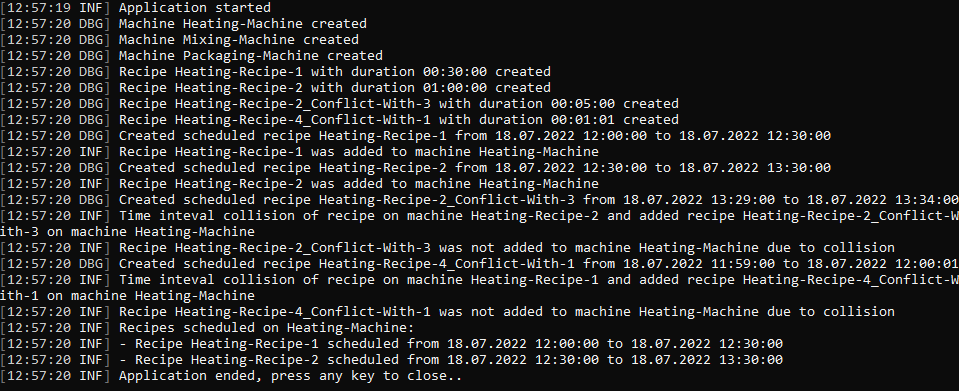 [12:57:19 INF] Application started
[12:57:20 DBG] Machine Heating-Machine created
[12:57:20 DBG] Machine Mixing-Machine created
[12:57:20 DBG] Machine Packaging-Machine created
[12:57:20 DBG] Recipe Heating-Recipe-1 with duration 00:30:00 created
[12:57:20 DBG] Recipe Heating-Recipe-2 with duration 01:00:00 created
[12:57:20 DBG] Recipe Heating-Recipe-2_Conflict-With-3 with duration 00:05:00 created
[12:57:20 DBG] Recipe Heating-Recipe-4_Conflict-With-1 with duration 00:01:01 created
[12:57:20 DBG] Created scheduled recipe Heating-Recipe-1 from 18.07.2022 12:00:00 to 18.07.2022 12:30:00
[12:57:20 INF] Recipe Heating-Recipe-1 was added to machine Heating-Machine
[12:57:20 DBG] Created scheduled recipe Heating-Recipe-2 from 18.07.2022 12:30:00 to 18.07.2022 13:30:00
[12:57:20 INF] Recipe Heating-Recipe-2 was added to machine Heating-Machine
[12:57:20 DBG] Created scheduled recipe Heating-Recipe-2_Conflict-With-3 from 18.07.2022 13:29:00 to 18.07.2022 13:34:00
[12:57:20 INF] Time inteval collision of recipe on machine Heating-Recipe-2 and added recipe Heating-Recipe-2_Conflict-W
ith-3 on machine Heating-Machine
[12:57:20 INF] Recipe Heating-Recipe-2_Conflict-With-3 was not added to machine Heating-Machine due to collision
[12:57:20 DBG] Created scheduled recipe Heating-Recipe-4_Conflict-With-1 from 18.07.2022 11:59:00 to 18.07.2022 12:00:01
[12:57:20 INF] Time inteval collision of recipe on machine Heating-Recipe-1 and added recipe Heating-Recipe-4_Conflict-W
ith-1 on machine Heating-Machine
[12:57:20 INF] Recipe Heating-Recipe-4_Conflict-With-1 was not added to machine Heating-Machine due to collision
[12:57:20 INF] Recipes scheduled on Heating-Machine:
[12:57:20 INF] - Recipe Heating-Recipe-1 scheduled from 18.07.2022 12:00:00 to 18.07.2022 12:30:00
[12:57:20 INF] - Recipe Heating-Recipe-2 scheduled from 18.07.2022 12:30:00 to 18.07.2022 13:30:00
[12:57:20 INF] Application ended, press any key to close..